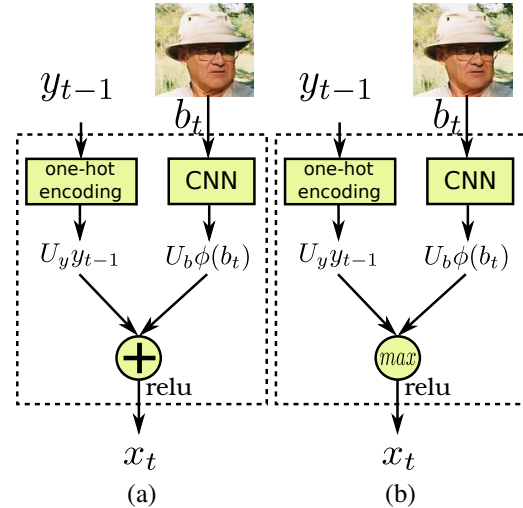 y_{t-1}
b_t
one-hot
encoding
CNN
U_y y_{t-1}
U_b ϕ(b_t)
+
relu
x_t
(a)
y_{t-1}
b_t
one-hot
encoding
CNN
U_y y_{t-1}
U_b ϕ(b_t)
max
relu
x_t
(b)